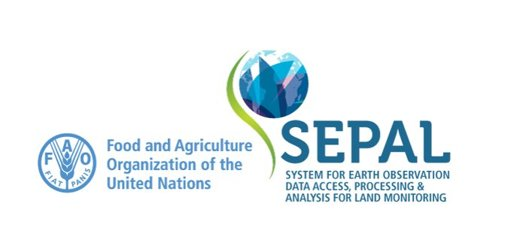 FAO
FIAT PANIS
Food and Agriculture
Organization of the
United Nations
SEPAL
SYSTEM FOR EARTH OBSERVATION
DATA ACCESS, PROCESSING &
ANALYSIS FOR LAND MONITORING